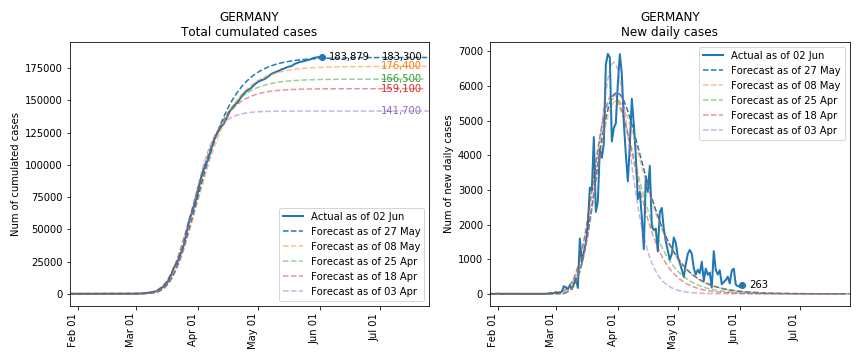 GERMANY
Total cumulated cases
Num of cumulated cases
175000
150000
125000
100000
75000
50000
25000
0
183,879
183,300
176,400
166,500
159,100
141,700
Actual as of 02 Jun
Forecast as of 27 May
Forecast as of 08 May
Forecast as of 25 Apr
Forecast as of 18 Apr
Forecast as of 03 Apr
Feb 01
Mar 01
Apr 01
May 01
Jun 01
Jul 01
GERMANY
New daily cases
Num of new daily cases
7000
6000
5000
4000
3000
2000
1000
0
Actual as of 02 Jun
Forecast as of 27 May
Forecast as of 08 May
Forecast as of 25 Apr
Forecast as of 18 Apr
Forecast as of 03 Apr
263
Feb 01
Mar 01
Apr 01
May 01
Jun 01
Jul 01